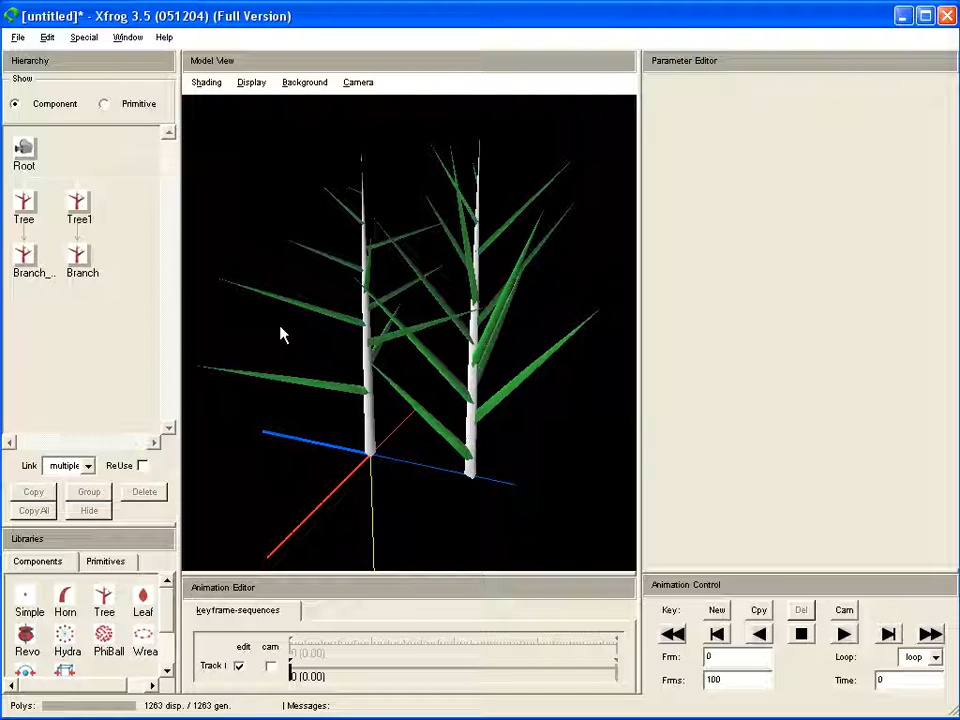 [untitled]* - Xfrog 3.5 (051204) (Full Version)
File Edit Special Window Help
Hierarchy
Show
Component Primitive
Root
Tree Tree1
Branch_.. Branch
Link multiple ReUse
Copy Group Delete
Copy All Hide
Libraries
Components Primitives
Simple Horn Tree Leaf
Revo Hydra PhiBall Wrea
Model View
Shading Display Background Camera
Animation Editor
keyframe-sequences
edit cam
0 (0.00)
Track I
0 (0.00)
Parameter Editor
Animation Control
Key: New Cpy Del Cam
Frm: 0 Loop: loop
Frms: 100 Time: 0
Polys: 1263 disp. / 1263 gen. Messages: